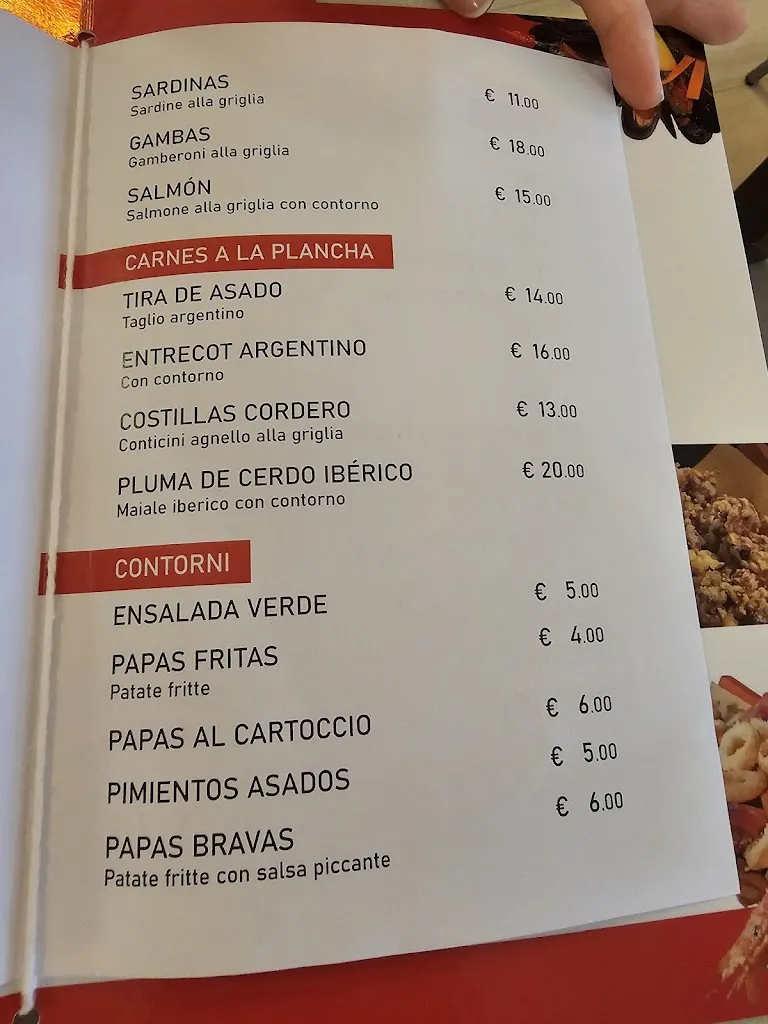 SARDINAS € 11.00
Sardine alla griglia
GAMBAS € 18.00
Gamberoni alla griglia
SALMÓN € 15.00
Salmone alla griglia con contorno
CARNES A LA PLANCHA
TIRA DE ASADO € 14.00
Taglio argentino
ENTRECOT ARGENTINO € 16.00
Con contorno
COSTILLAS CORDERO € 13.00
Conticini agnello alla griglia
PLUMA DE CERDO IBÉRICO € 20.00
Maiale iberico con contorno
CONTORNI
ENSALADA VERDE € 5.00
PAPAS FRITAS € 4.00
Patate fritte
PAPAS AL CARTOCCIO € 6.00
PIMIENTOS ASADOS € 5.00
PAPAS BRAVAS € 6.00
Patate fritte con salsa piccante